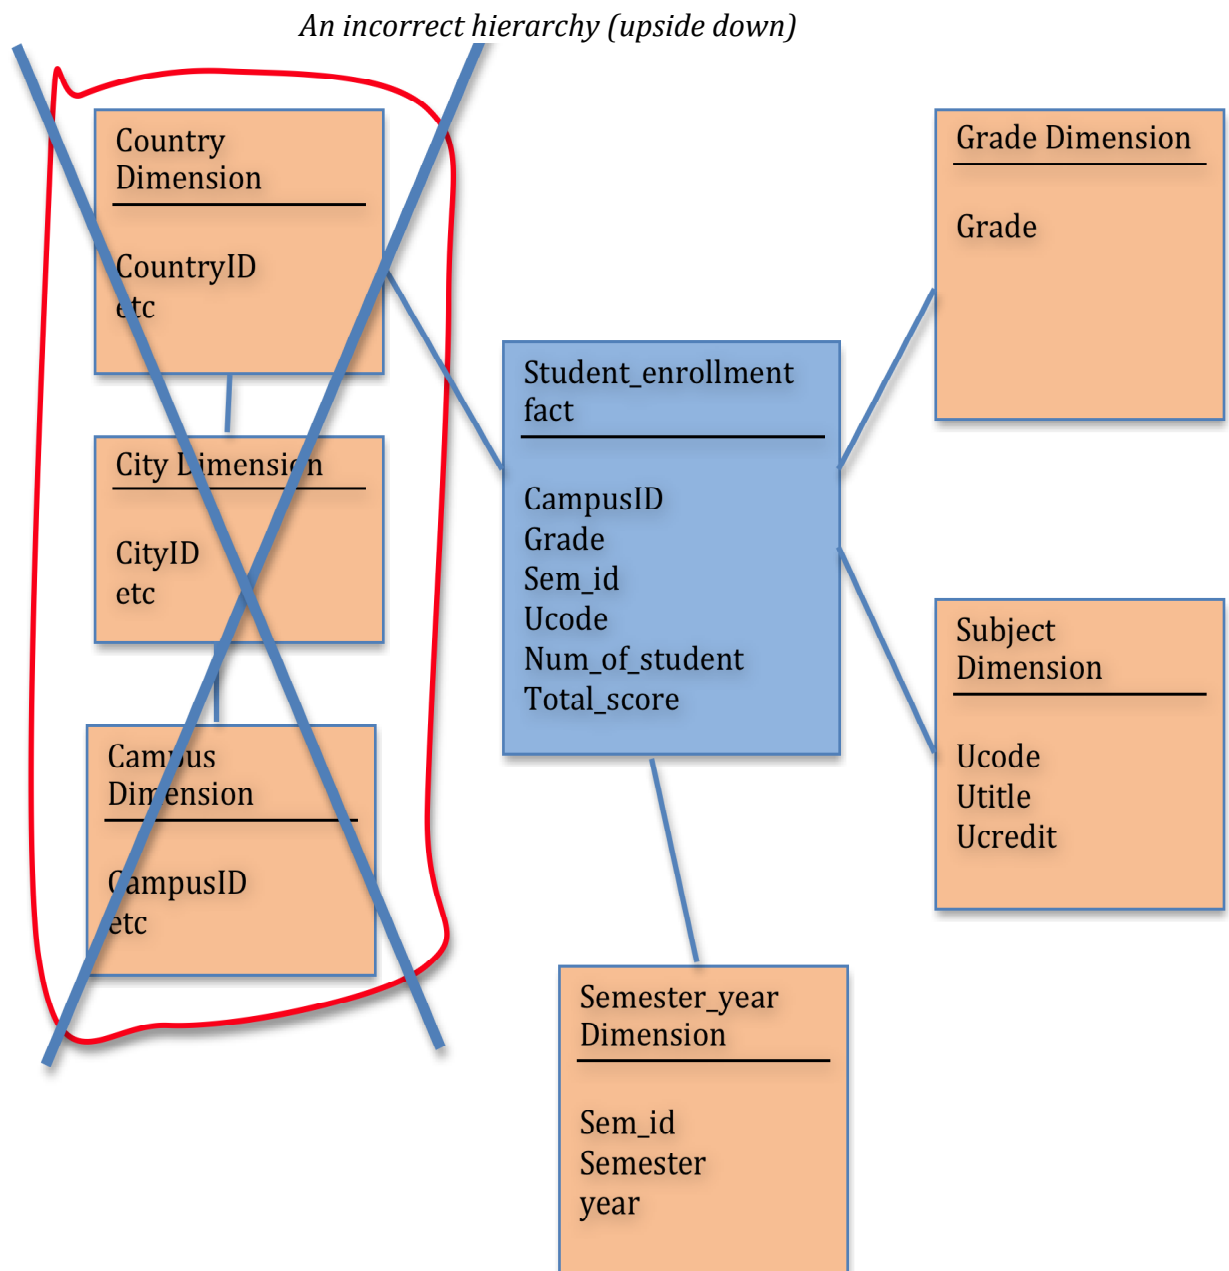 An incorrect hierarchy (upside down)
Country
Dimension
CountryID
etc
City Dimension
CityID
etc
Campus
Dimension
CampusID
etc
Student_enrollment
fact
CampusID
Grade
Sem_id
Ucode
Num_of_student
Total_score
Grade Dimension
Grade
Subject
Dimension
Ucode
Utitle
Ucredit
Semester_year
Dimension
Sem_id
Semester
year